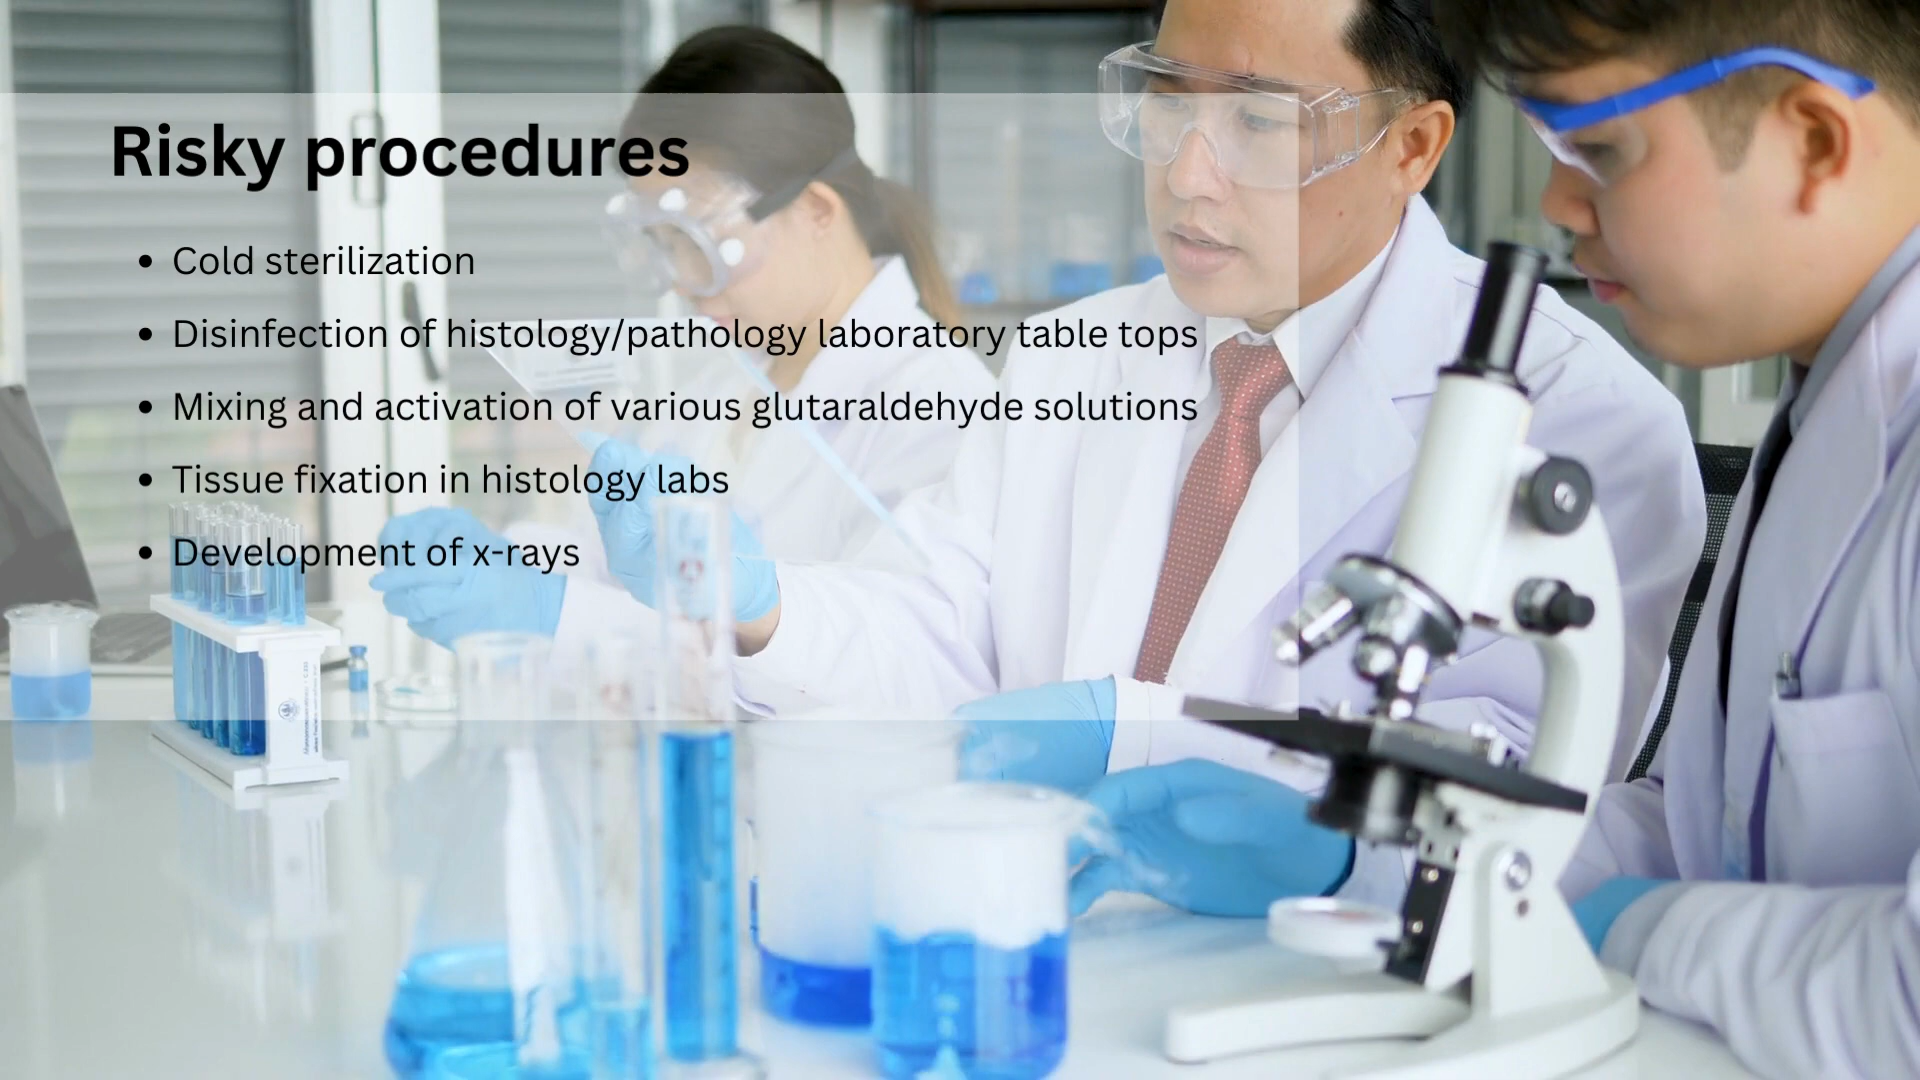 Risky procedures
• Cold sterilization
• Disinfection of histology/pathology laboratory table tops
• Mixing and activation of various glutaraldehyde solutions
• Tissue fixation in histology labs
• Development of x-rays